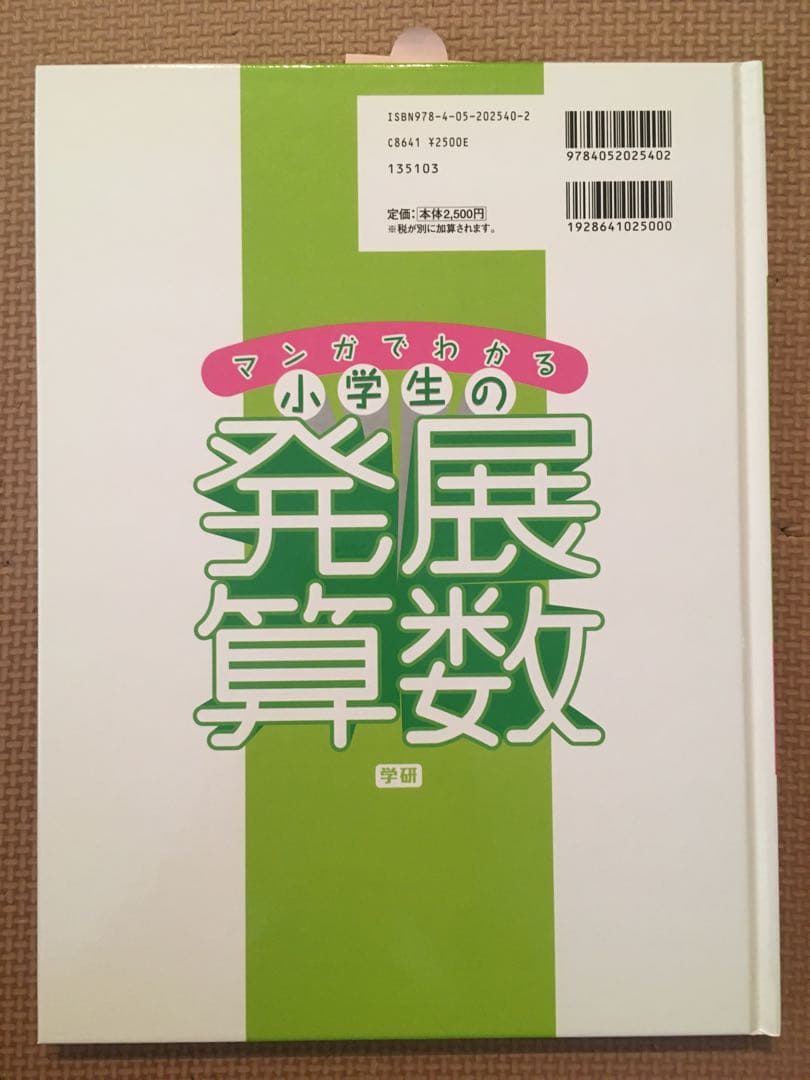 ISBN978-4-05-202540-2
C8641 ¥2500E
135103
定価：本体2,500円
※税が別に加算されます。
9784052025402
1928641025000
マンガでわかる
小学生の
発展
算数
学研